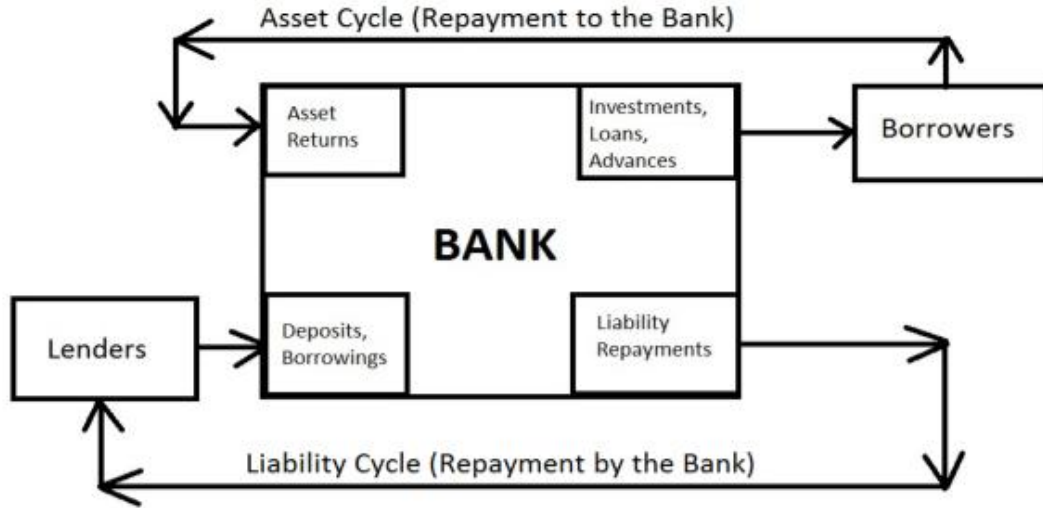 Asset Cycle (Repayment to the Bank)
Asset
Returns
Investments,
Loans,
Advances
Borrowers
BANK
Lenders
Deposits,
Borrowings
Liability
Repayments
Liability Cycle (Repayment by the Bank)